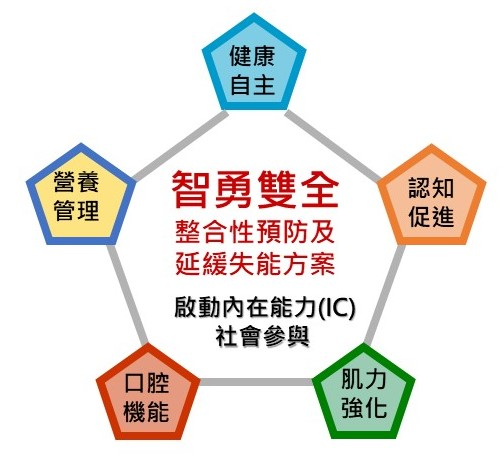 健康
自主
營養
管理
認知
促進
智勇雙全
整合性預防及
延緩失能方案
啟動內在能力(IC)
社會參與
口腔
機能
肌力
強化